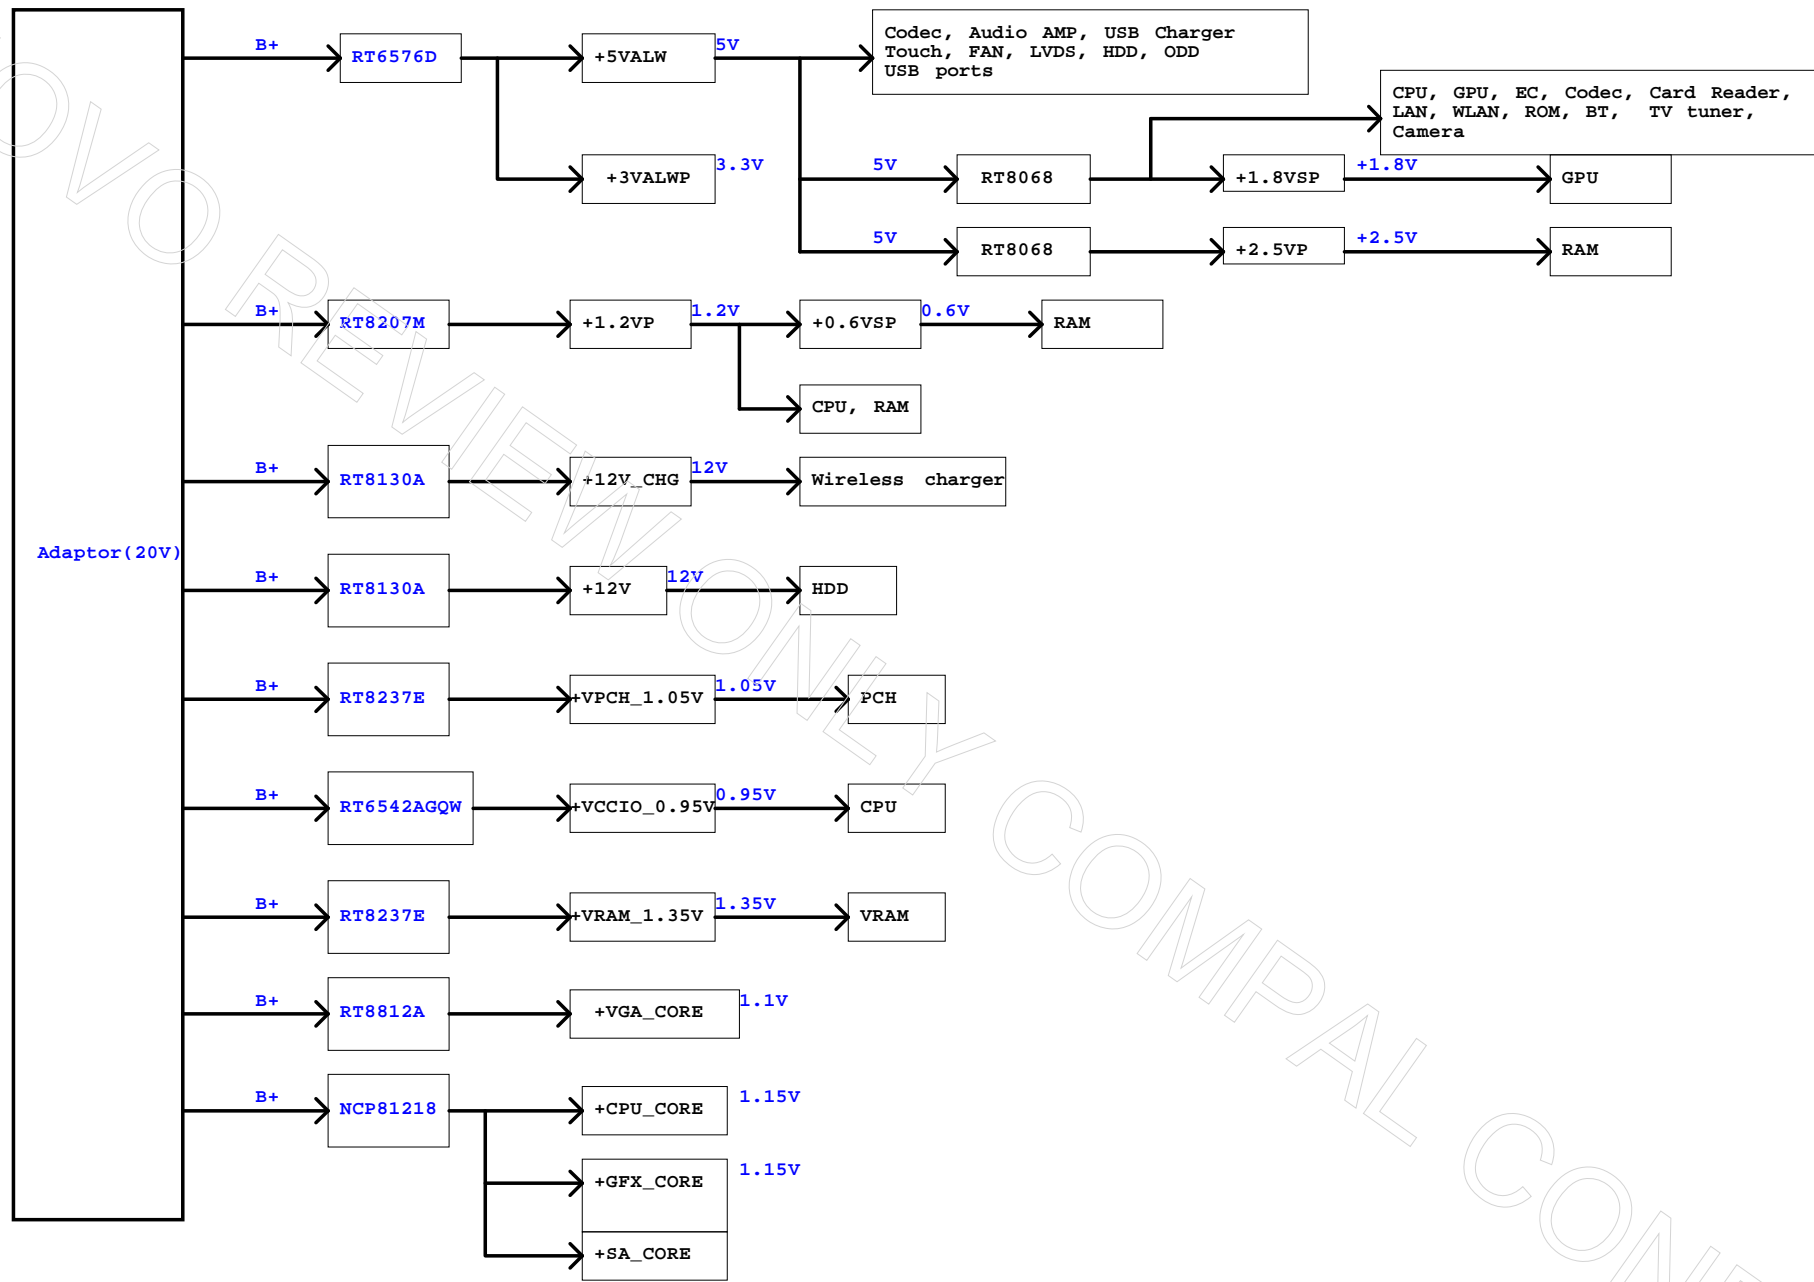 B+
RT6576D
+5VALW
5V
Codec, Audio AMP, USB Charger
Touch, FAN, LVDS, HDD, ODD
USB ports
CPU, GPU, EC, Codec, Card Reader,
LAN, WLAN, ROM, BT, TV tuner,
Camera
+3VALWP
3.3V
5V
RT8068
+1.8VSP
+1.8V
GPU
5V
RT8068
+2.5VP
+2.5V
RAM
B+
RT8207M
+1.2VP
1.2V
+0.6VSP
0.6V
RAM
CPU, RAM
B+
RT8130A
+12V_CHG
12V
Wireless charger
Adaptor(20V)
B+
RT8130A
+12V
12V
HDD
B+
RT8237E
+VPCH_1.05V
1.05V
PCH
B+
RT6542AGQW
+VCCIO_0.95V
0.95V
CPU
B+
RT8237E
+VRAM_1.35V
1.35V
VRAM
B+
RT8812A
+VGA_CORE
1.1V
B+
NCP81218
+CPU_CORE
1.15V
+GFX_CORE
1.15V
+SA_CORE
OVO REVIEW ONLY COMPAL CON